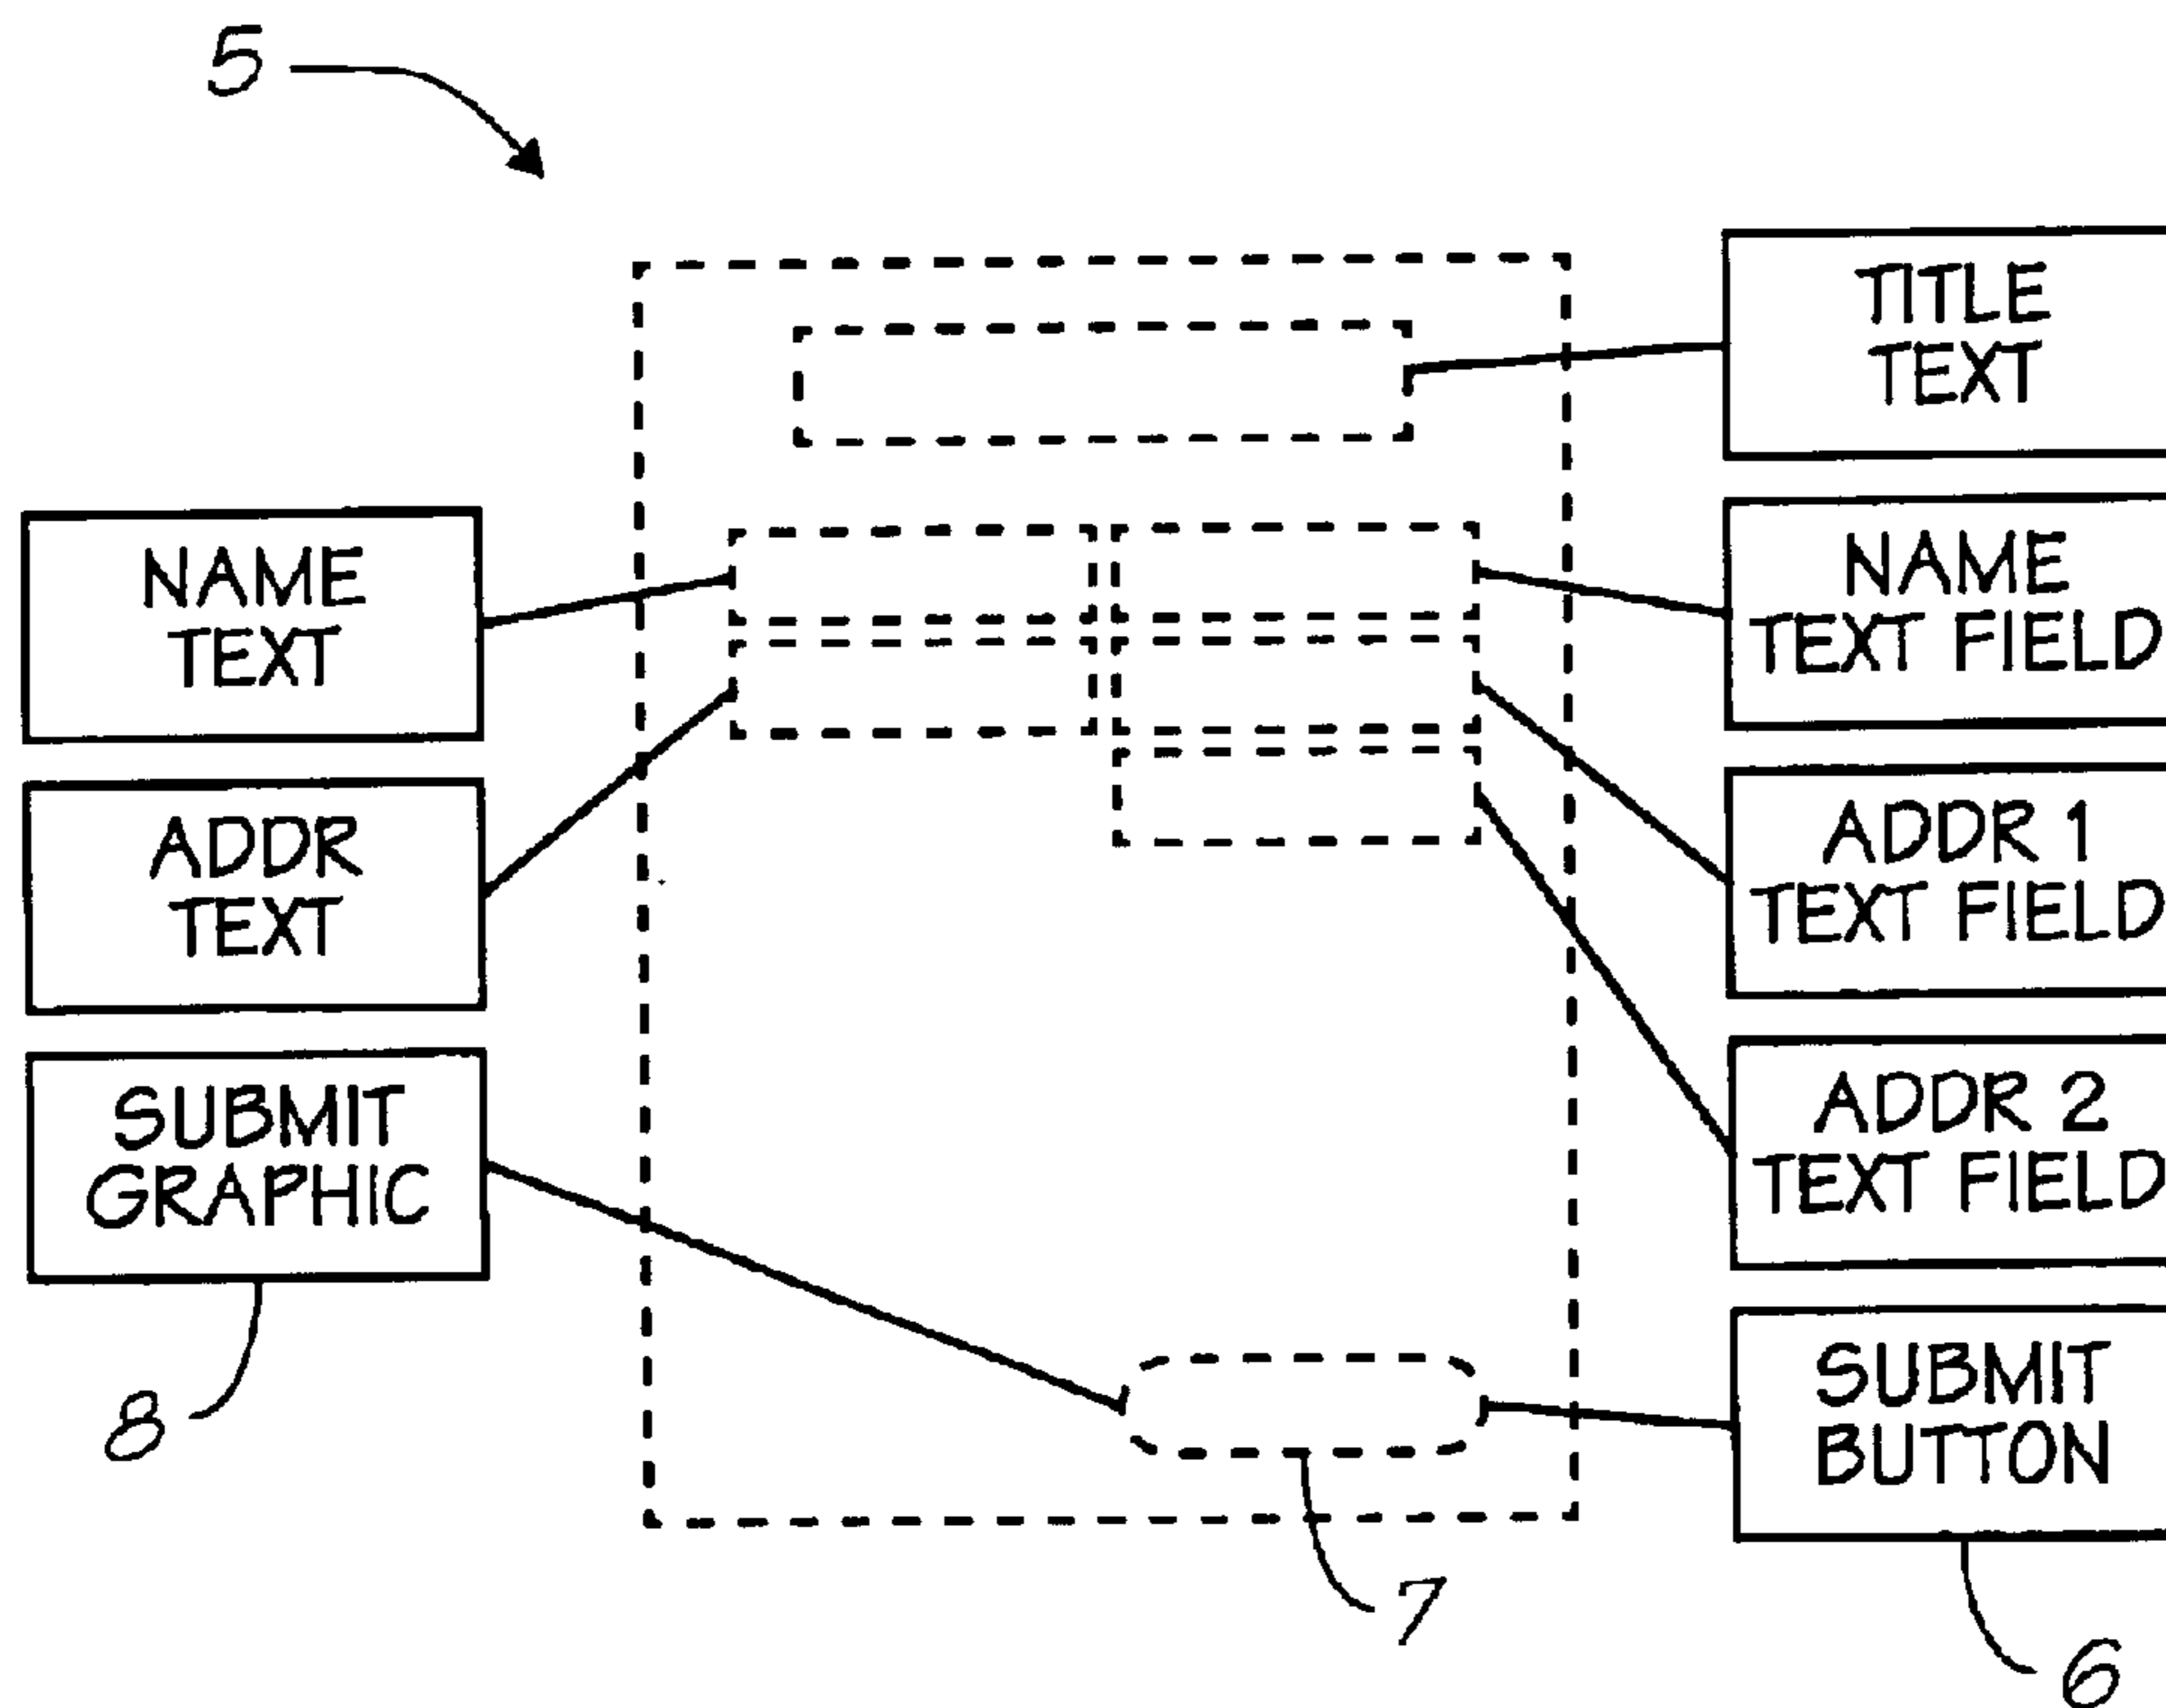 5
TITLE
TEXT
NAME
TEXT
NAME
TEXT FIELD
ADDR
TEXT
ADDR 1
TEXT FIELD
SUBMIT
GRAPHIC
ADDR 2
TEXT FIELD
SUBMIT
BUTTON
8
7
6